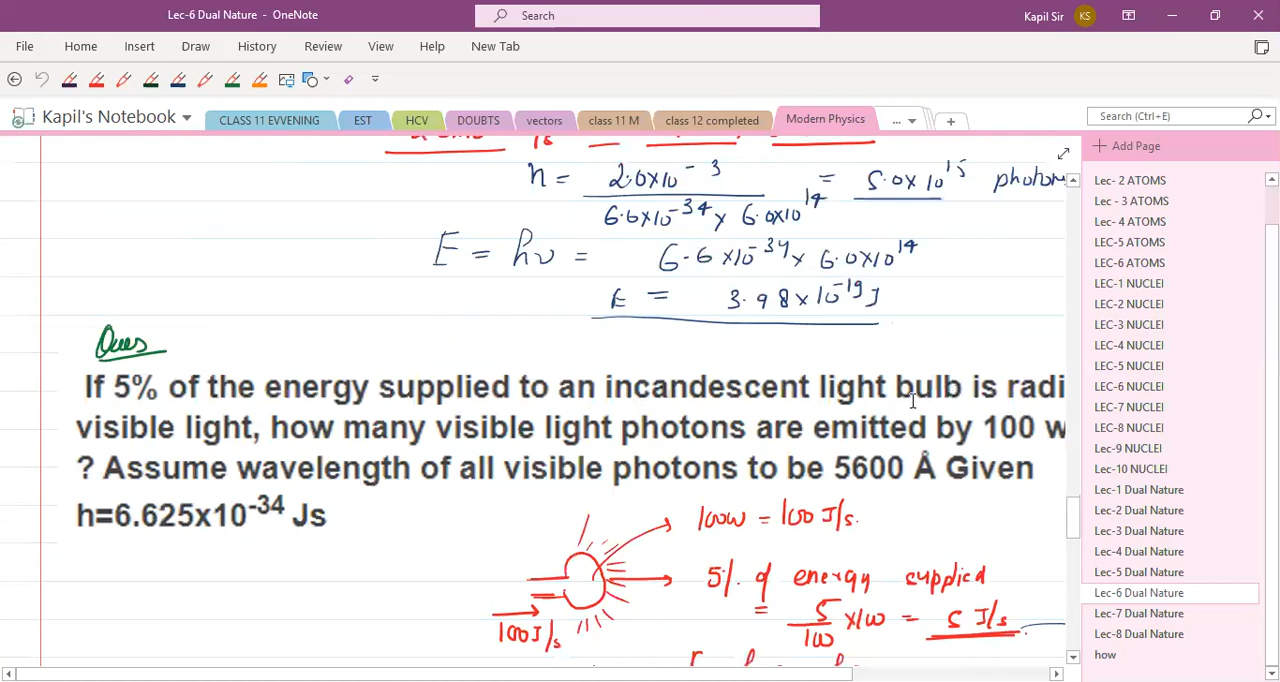 Lec-6 Dual Nature - OneNote
Search
Kapil Sir
KS
File Home Insert Draw History Review View Help New Tab
Kapil's Notebook
CLASS 11 EVVENING
EST
HCV
DOUBTS
vectors
class 11 M
class 12 completed
Modern Physics
...
Search (Ctrl+E)
Add Page
n = 2.0x10-3 = 5.0x10 15 photon
6.6x10-34 x 6.0x10 14
E = hν = 6.6x10-34 x 6.0x10 14
E = 3.98x10-19 J
Ques
If 5% of the energy supplied to an incandescent light bulb is radi
visible light, how many visible light photons are emitted by 100 w
? Assume wavelength of all visible photons to be 5600 Å Given
h=6.625x10-34 Js
100W = 100 J/s.
5% of energy supplied
= 5/100 x100 = 5 J/s
100J/s
Lec- 2 ATOMS
Lec - 3 ATOMS
Lec- 4 ATOMS
LEC-5 ATOMS
LEC-6 ATOMS
LEC-1 NUCLEI
LEC-2 NUCLEI
LEC-3 NUCLEI
LEC-4 NUCLEI
LEC-5 NUCLEI
LEC-6 NUCLEI
LEC-7 NUCLEI
LEC-8 NUCLEI
Lec-9 NUCLEI
Lec-10 NUCLEI
Lec-1 Dual Nature
Lec-2 Dual Nature
Lec-3 Dual Nature
Lec-4 Dual Nature
Lec-5 Dual Nature
Lec-6 Dual Nature
Lec-7 Dual Nature
Lec-8 Dual Nature
how